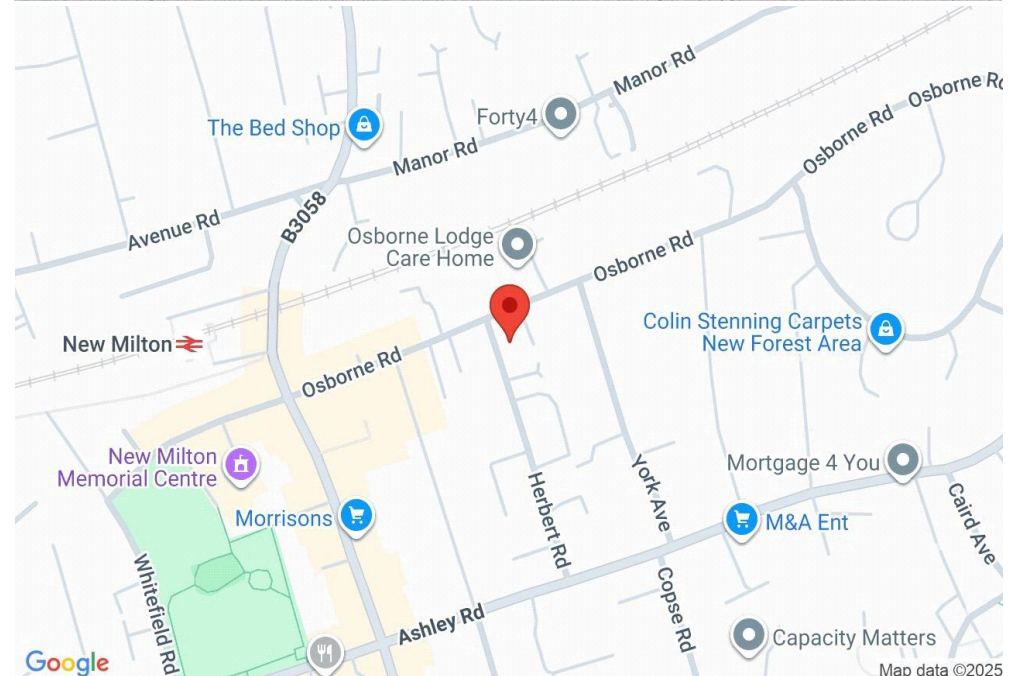 Manor Rd
Osborne Rd
Forty4
The Bed Shop
Osborne Rd
Manor Rd
B3058
Avenue Rd
Osborne Lodge
Care Home
Osborne Rd
Colin Stenning Carpets
New Forest Area
New Milton
Osborne Rd
New Milton
Memorial Centre
Mortgage 4 You
York Ave
Herbert Rd
Caird Ave
Morrisons
M&A Ent
Whitefield Rd
Copse Rd
Ashley Rd
Capacity Matters
Google
Map data ©2025